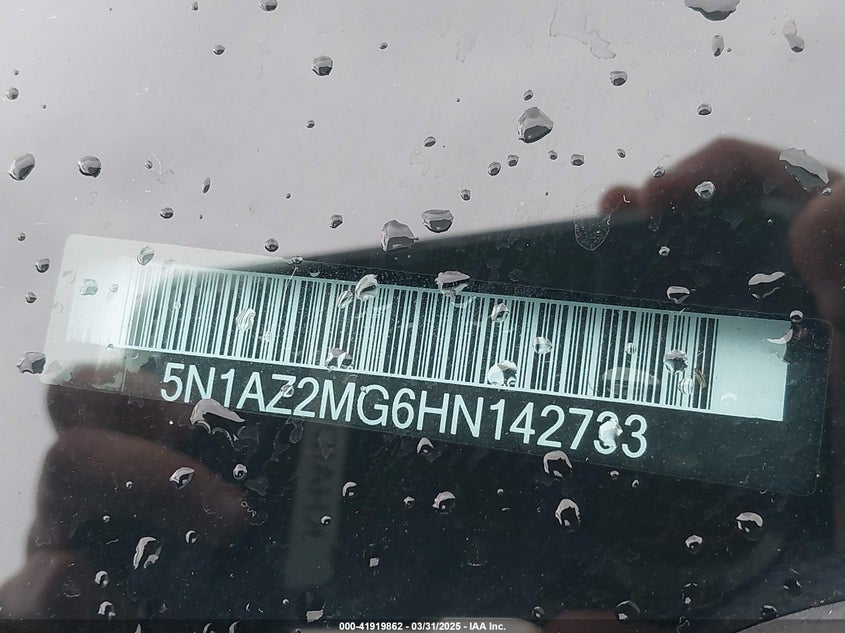 5N1AZ2MG6HN142733
000-41919862 - 03/31/2025 - IAA Inc.